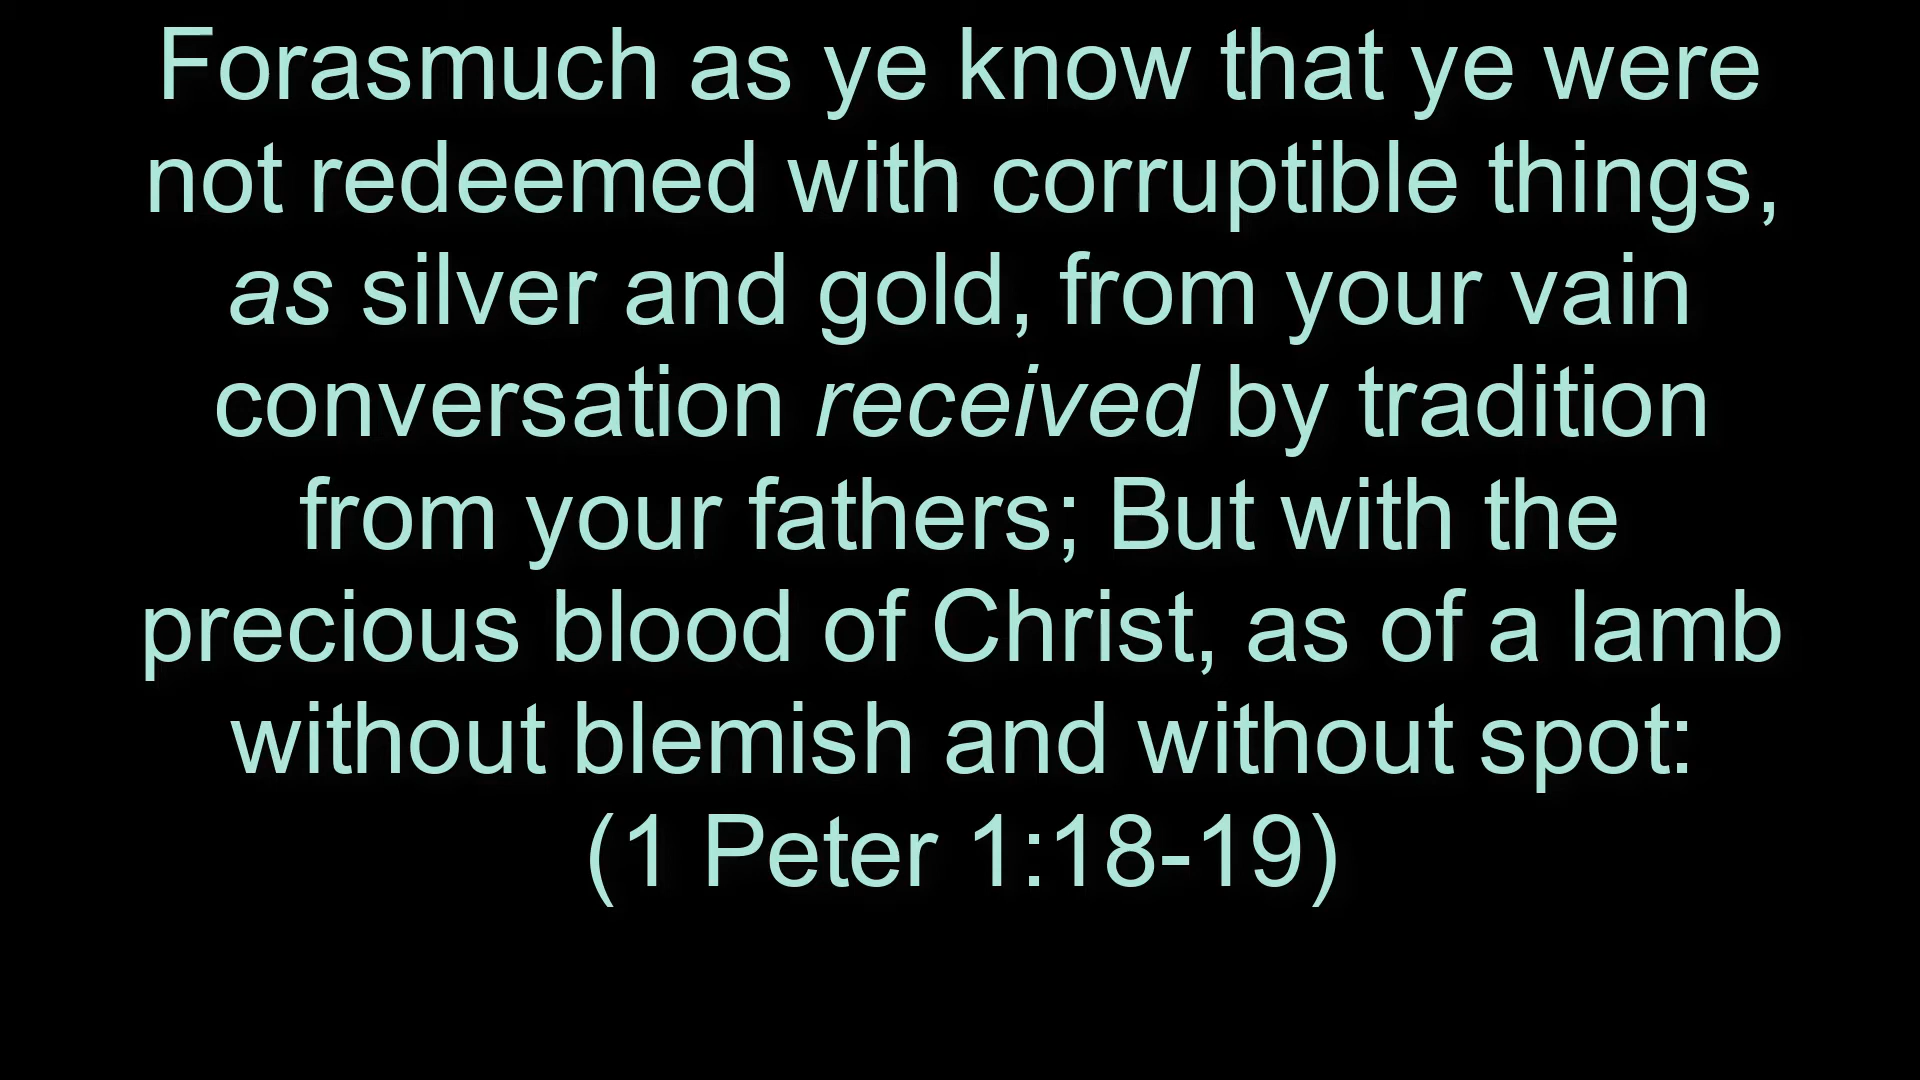 Forasmuch as ye know that ye were
not redeemed with corruptible things,
as silver and gold, from your vain
conversation received by tradition
from your fathers; But with the
precious blood of Christ, as of a lamb
without blemish and without spot:
(1 Peter 1:18-19)